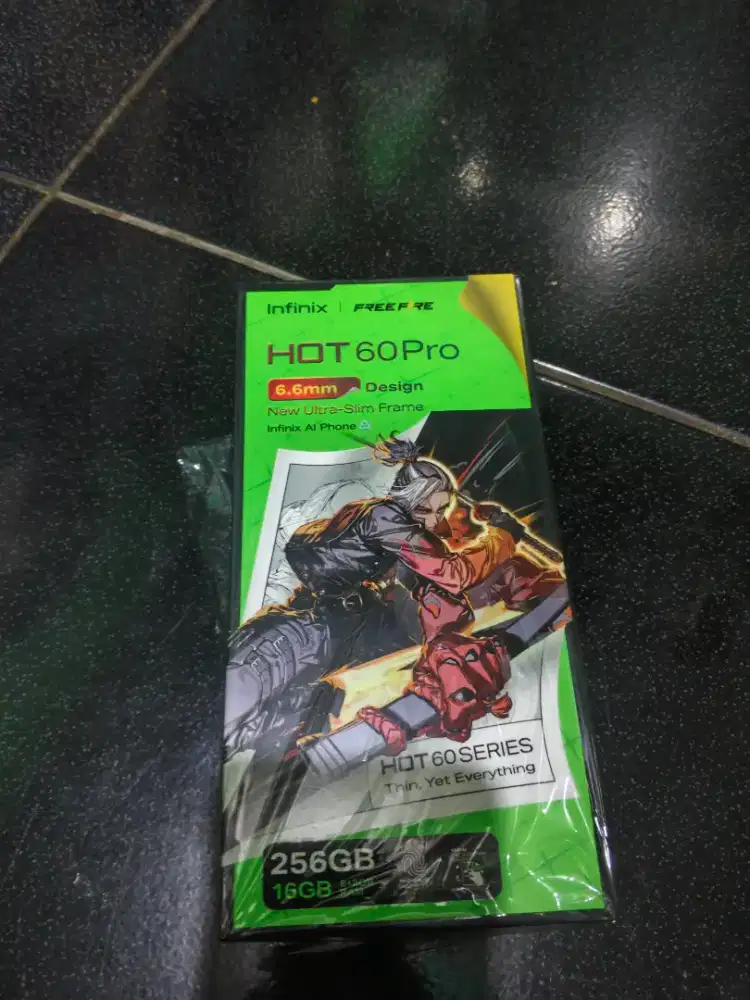 Infinix | FREE FIRE
HOT 60 Pro
6.6mm Design
New Ultra-Slim Frame
Infinix AI Phone
HOT 60 SERIES
Thin, Yet Everything
256GB
16GB
RAM